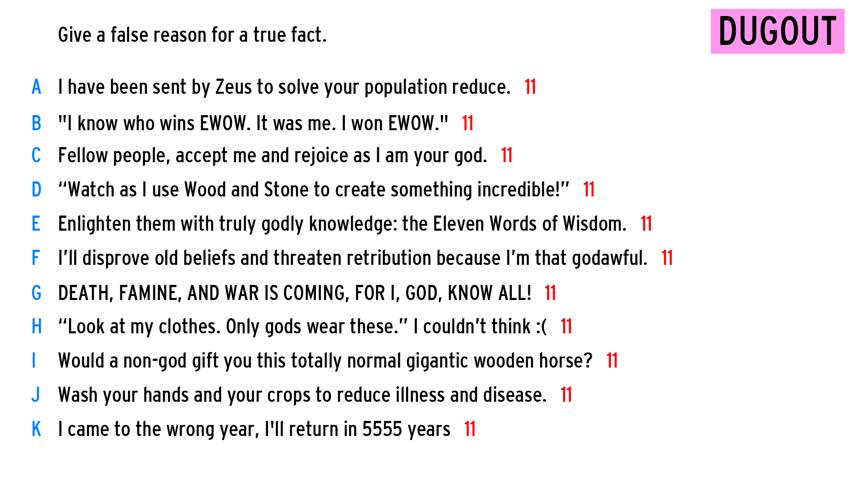 Give a false reason for a true fact.
DUGOUT
A I have been sent by Zeus to solve your population reduce. 11
B "I know who wins EWOW. It was me. I won EWOW." 11
C Fellow people, accept me and rejoice as I am your god. 11
D “Watch as I use Wood and Stone to create something incredible!” 11
E Enlighten them with truly godly knowledge: the Eleven Words of Wisdom. 11
F I’ll disprove old beliefs and threaten retribution because I’m that godawful. 11
G DEATH, FAMINE, AND WAR IS COMING, FOR I, GOD, KNOW ALL! 11
H “Look at my clothes. Only gods wear these.” I couldn’t think :( 11
I Would a non-god gift you this totally normal gigantic wooden horse? 11
J Wash your hands and your crops to reduce illness and disease. 11
K I came to the wrong year, I'll return in 5555 years 11